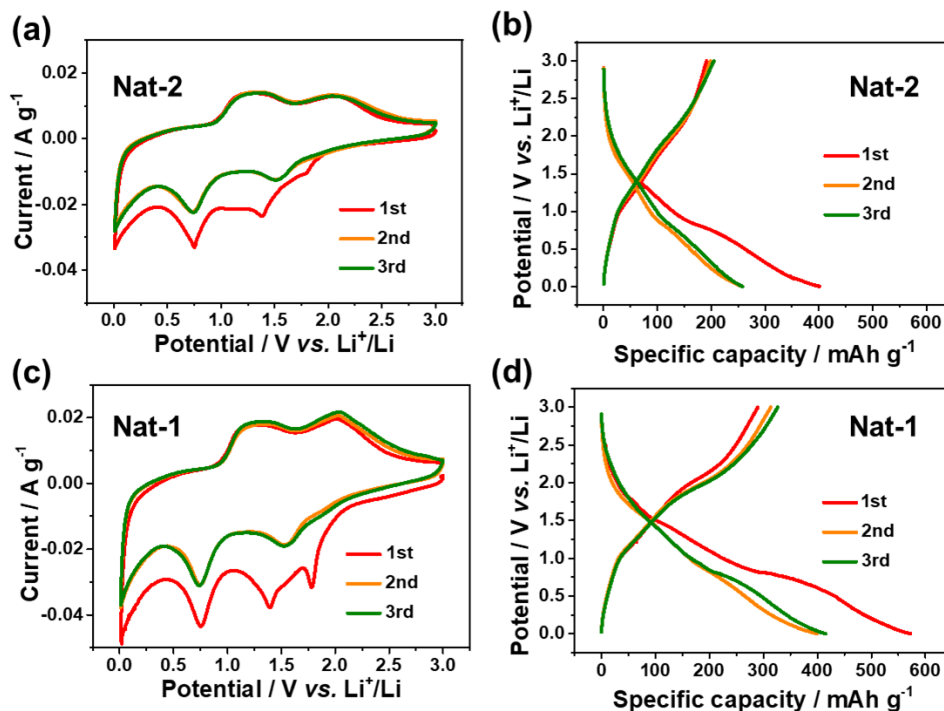 (a)
Nat-2
Current / A g-1
0.02
0.00
-0.02
-0.04
1st
2nd
3rd
0.0 0.5 1.0 1.5 2.0 2.5 3.0
Potential / V vs. Li+/Li
(b)
Nat-2
Potential / V vs. Li+/Li
3.0
2.5
2.0
1.5
1.0
0.5
0.0
1st
2nd
3rd
0 100 200 300 400 500 600
Specific capacity / mAh g-1
(c)
Nat-1
Current / A g-1
0.02
0.00
-0.02
-0.04
1st
2nd
3rd
0.0 0.5 1.0 1.5 2.0 2.5 3.0
Potential / V vs. Li+/Li
(d)
Nat-1
Potential / V vs. Li+/Li
3.0
2.5
2.0
1.5
1.0
0.5
0.0
1st
2nd
3rd
0 100 200 300 400 500 600
Specific capacity / mAh g-1